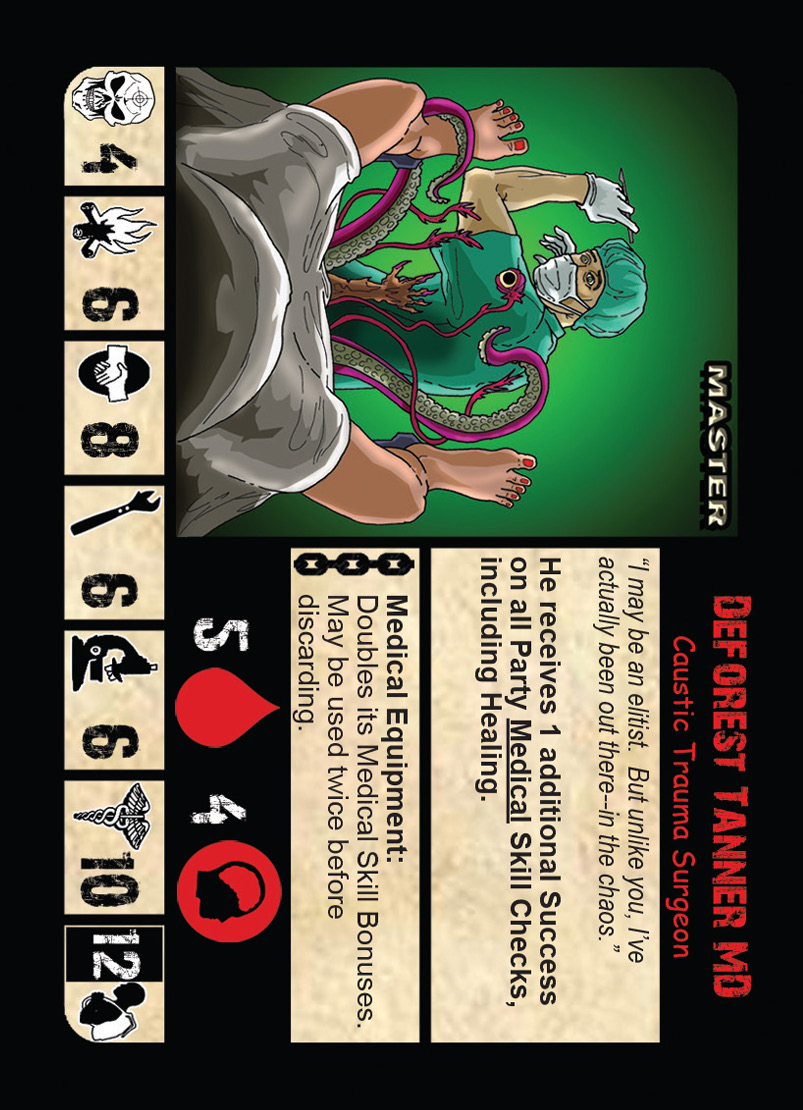 DEFOREST TANNER MD
Caustic Trauma Surgeon
MASTER
"I may be an elitist. But unlike you, I've
actually been out there--in the chaos."
He receives 1 additional Success
on all Party Medical Skill Checks,
including Healing.
Medical Equipment:
Doubles its Medical Skill Bonuses.
May be used twice before
discarding.
5 4
4 6 8 6 6 10 12